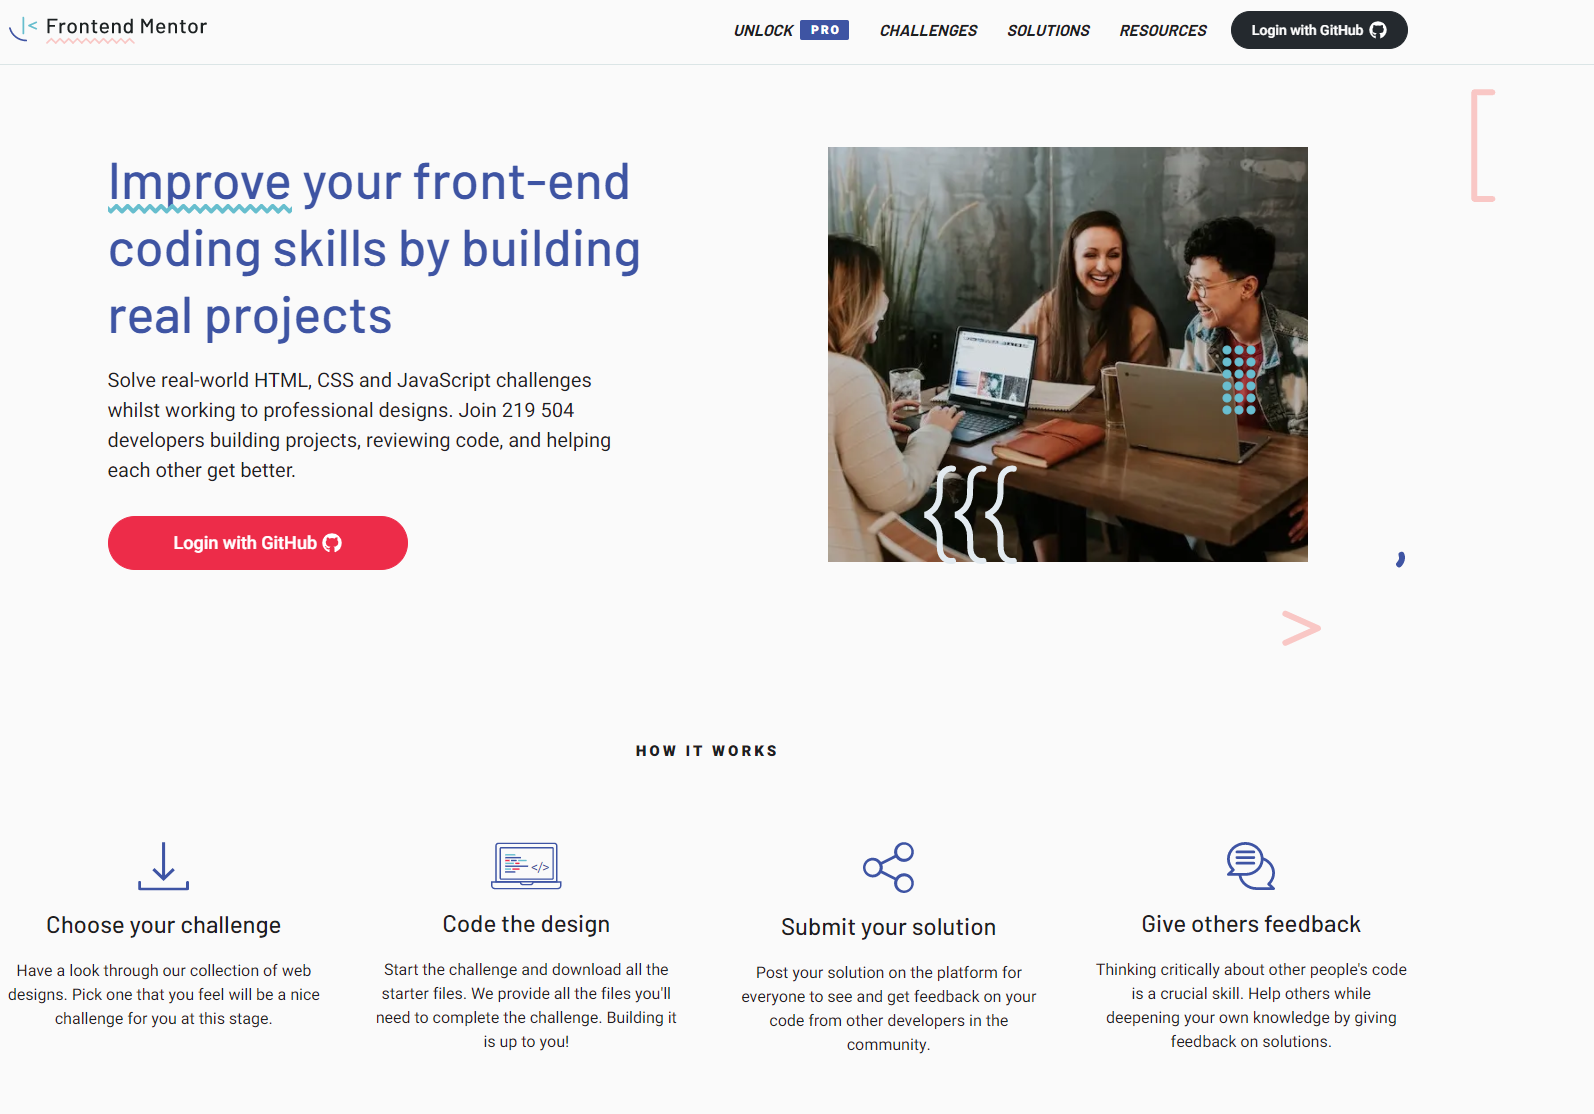 Frontend Mentor
UNLOCK PRO CHALLENGES SOLUTIONS RESOURCES Login with GitHub
Improve your front-end
coding skills by building
real projects
Solve real-world HTML, CSS and JavaScript challenges
whilst working to professional designs. Join 219 504
developers building projects, reviewing code, and helping
each other get better.
Login with GitHub
HOW IT WORKS
Choose your challenge
Have a look through our collection of web
designs. Pick one that you feel will be a nice
challenge for you at this stage.
Code the design
Start the challenge and download all the
starter files. We provide all the files you'll
need to complete the challenge. Building it
is up to you!
Submit your solution
Post your solution on the platform for
everyone to see and get feedback on your
code from other developers in the
community.
Give others feedback
Thinking critically about other people's code
is a crucial skill. Help others while
deepening your own knowledge by giving
feedback on solutions.